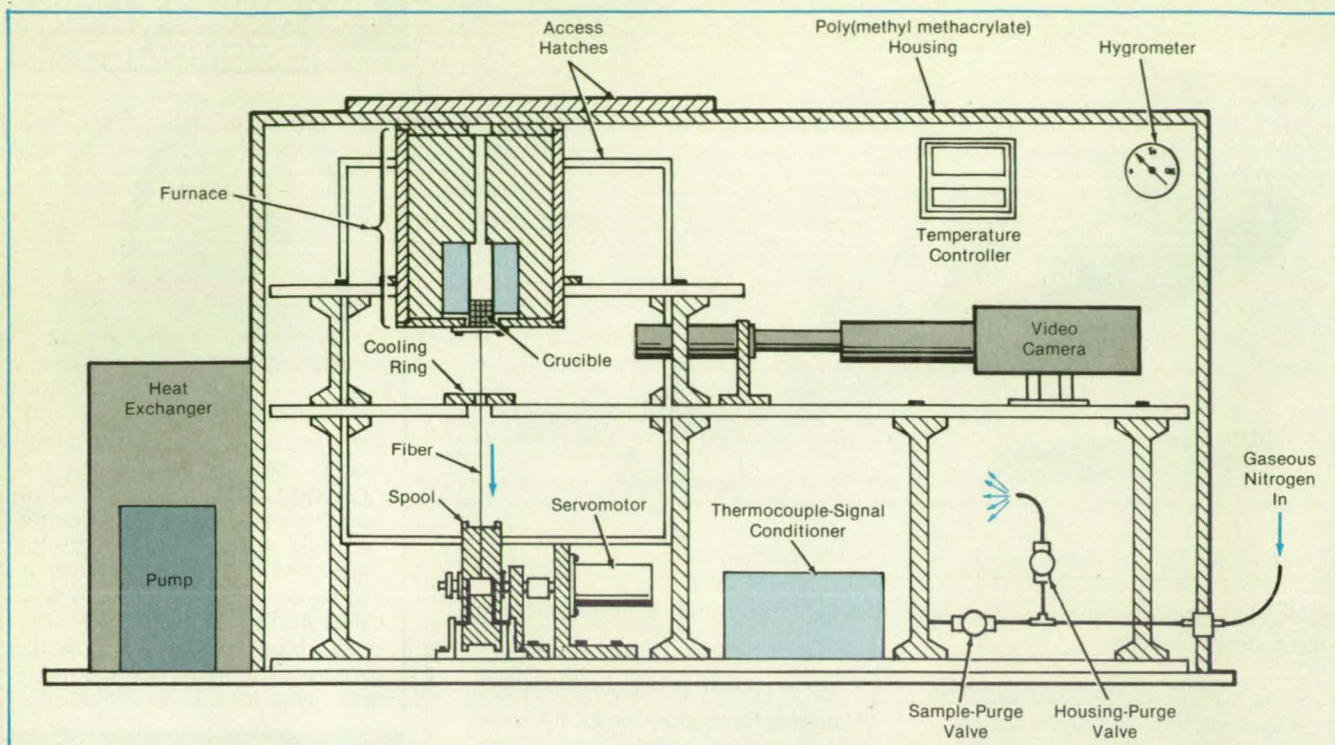 Access
Hatches
Poly(methyl methacrylate)
Housing
Hygrometer
Furnace
Temperature
Controller
Cooling
Ring
Crucible
Video
Camera
Heat
Exchanger
Fiber
Spool
Servomotor
Thermocouple-Signal
Conditioner
Gaseous
Nitrogen
In
Pump
Sample-Purge
Valve
Housing-Purge
Valve